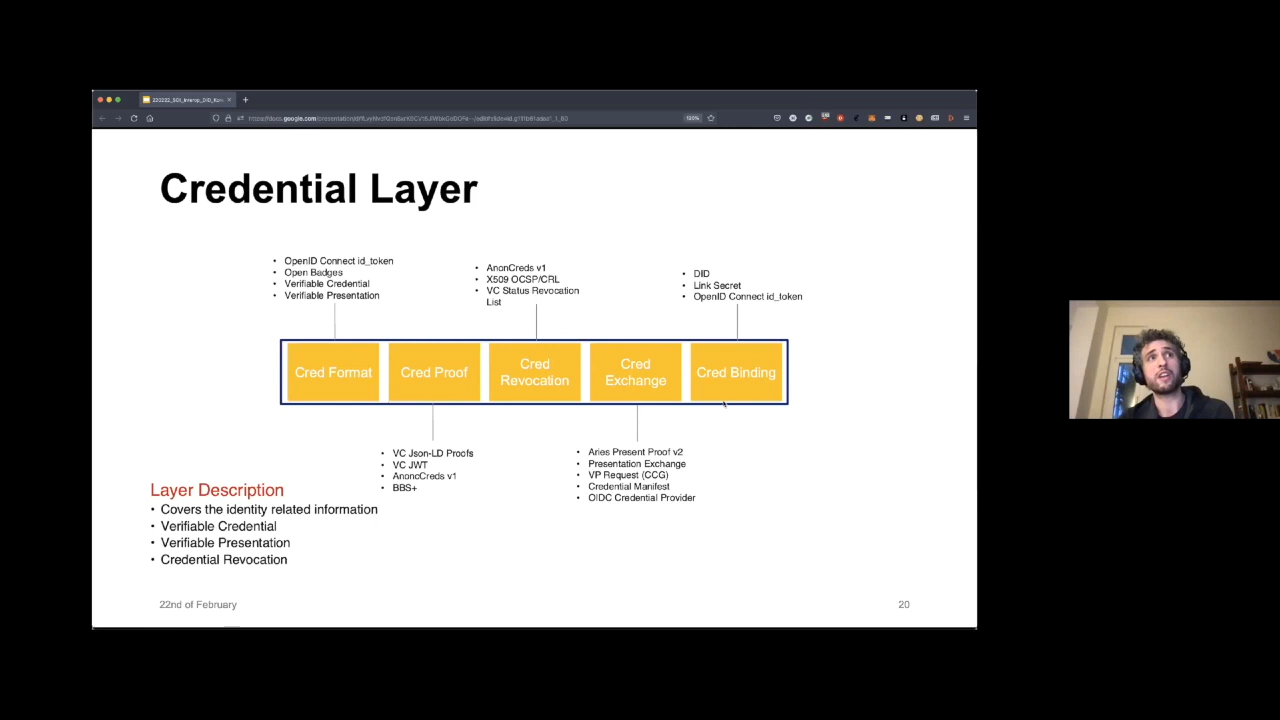 Credential Layer
• OpenID Connect id_token
• Open Badges
• Verifiable Credential
• Verifiable Presentation
• AnonCreds v1
• X509 OCSP/CRL
• VC Status Revocation
List
• DID
• Link Secret
• OpenID Connect id_token
Cred Format
Cred Proof
Cred
Revocation
Cred
Exchange
Cred Binding
• VC Json-LD Proofs
• VC JWT
• AnoncCreds v1
• BBS+
• Aries Present Proof v2
• Presentation Exchange
• VP Request (CCG)
• Credential Manifest
• OIDC Credential Provider
Layer Description
• Covers the identity related information
• Verifiable Credential
• Verifiable Presentation
• Credential Revocation
22nd of February
20